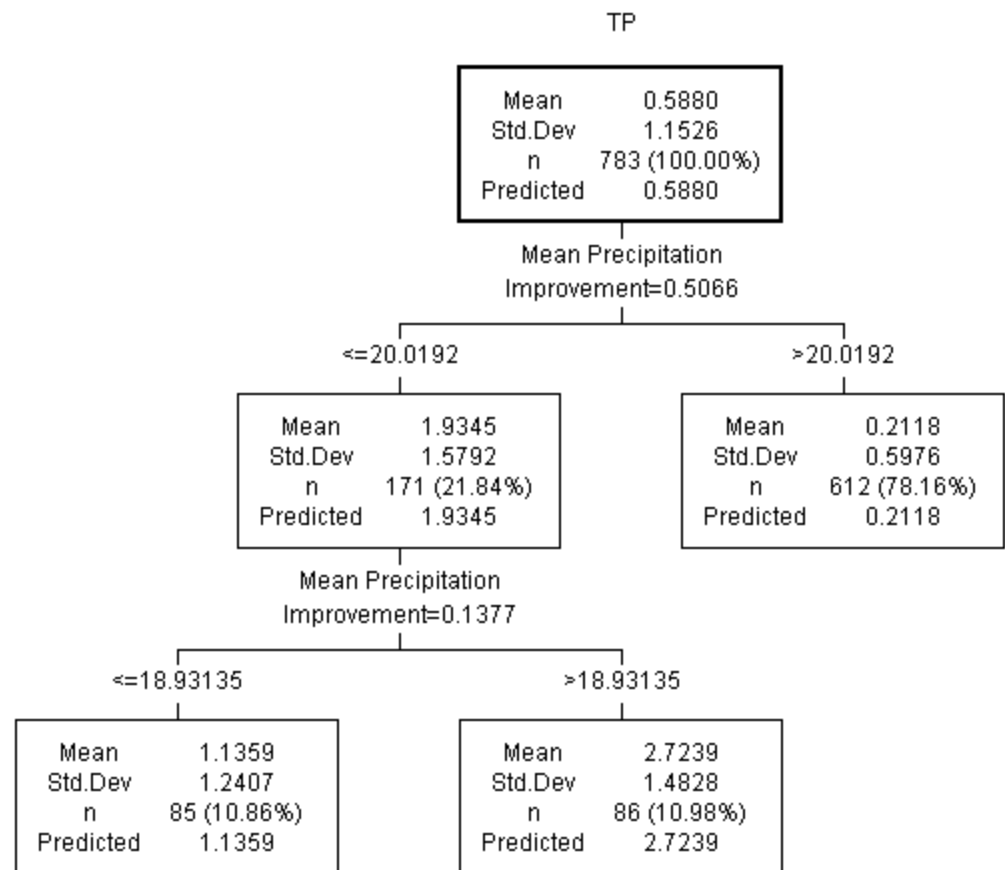 TP
Mean 0.5880
Std.Dev 1.1526
n 783 (100.00%)
Predicted 0.5880
Mean Precipitation
Improvement=0.5066
<=20.0192
>20.0192
Mean 1.9345
Std.Dev 1.5792
n 171 (21.84%)
Predicted 1.9345
Mean 0.2118
Std.Dev 0.5976
n 612 (78.16%)
Predicted 0.2118
Mean Precipitation
Improvement=0.1377
<=18.93135
>18.93135
Mean 1.1359
Std.Dev 1.2407
n 85 (10.86%)
Predicted 1.1359
Mean 2.7239
Std.Dev 1.4828
n 86 (10.98%)
Predicted 2.7239